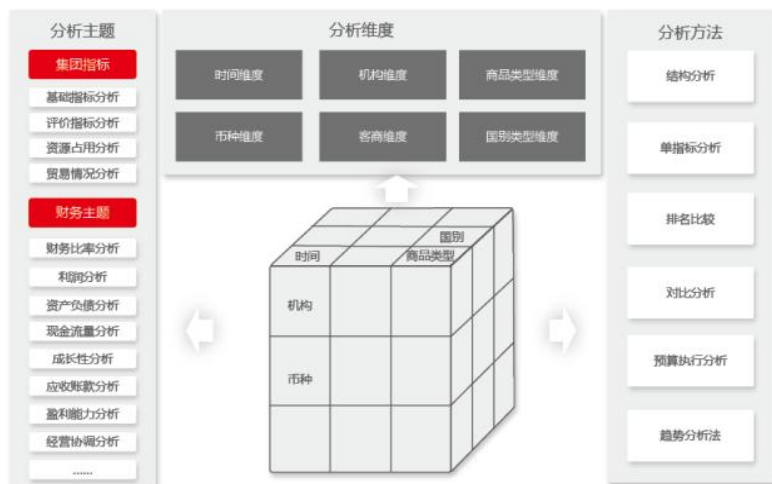 分析主题
集团指标
基础指标分析
评价指标分析
资源占用分析
贸易情况分析
财务主题
财务比率分析
利润分析
资产负债分析
现金流量分析
成长性分析
应收账款分析
盈利能力分析
经营协调分析
......
分析维度
时间维度
机构维度
商品类型维度
币种维度
客商维度
国别类型维度
国别
时间
商品类型
机构
币种
分析方法
结构分析
单指标分析
排名比较
对比分析
预算执行分析
趋势分析法